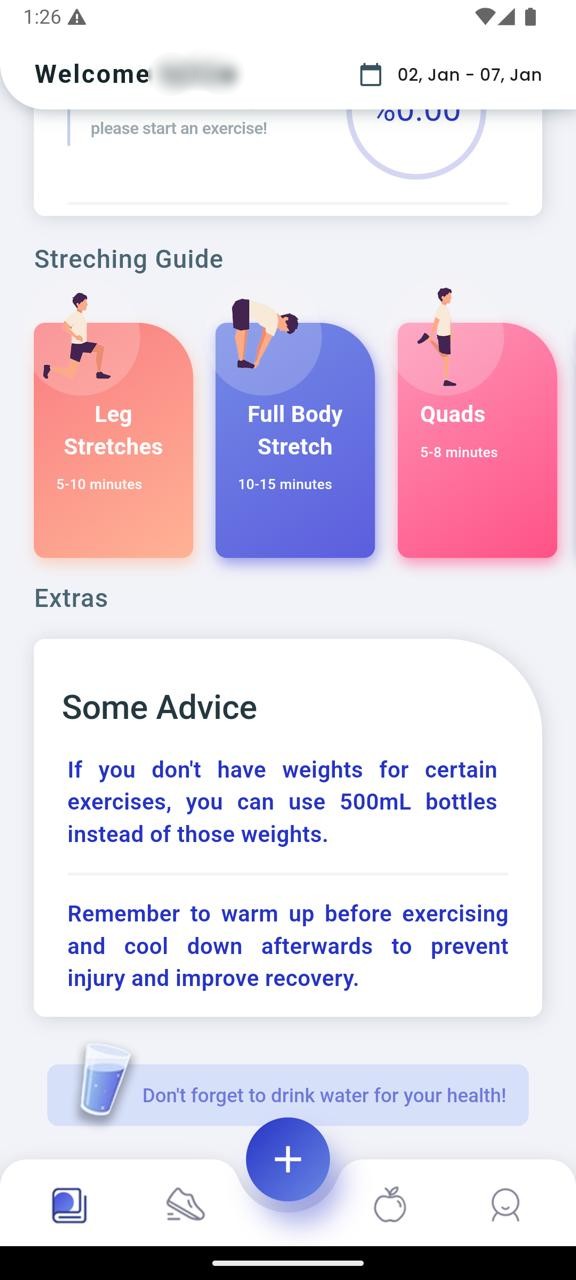 1:26
Welcome
02, Jan - 07, Jan
%0.00
please start an exercise!
Streching Guide
Leg
Stretches
5-10 minutes
Full Body
Stretch
10-15 minutes
Quads
5-8 minutes
Extras
Some Advice
If you don't have weights for certain
exercises, you can use 500mL bottles
instead of those weights.
Remember to warm up before exercising
and cool down afterwards to prevent
injury and improve recovery.
Don't forget to drink water for your health!